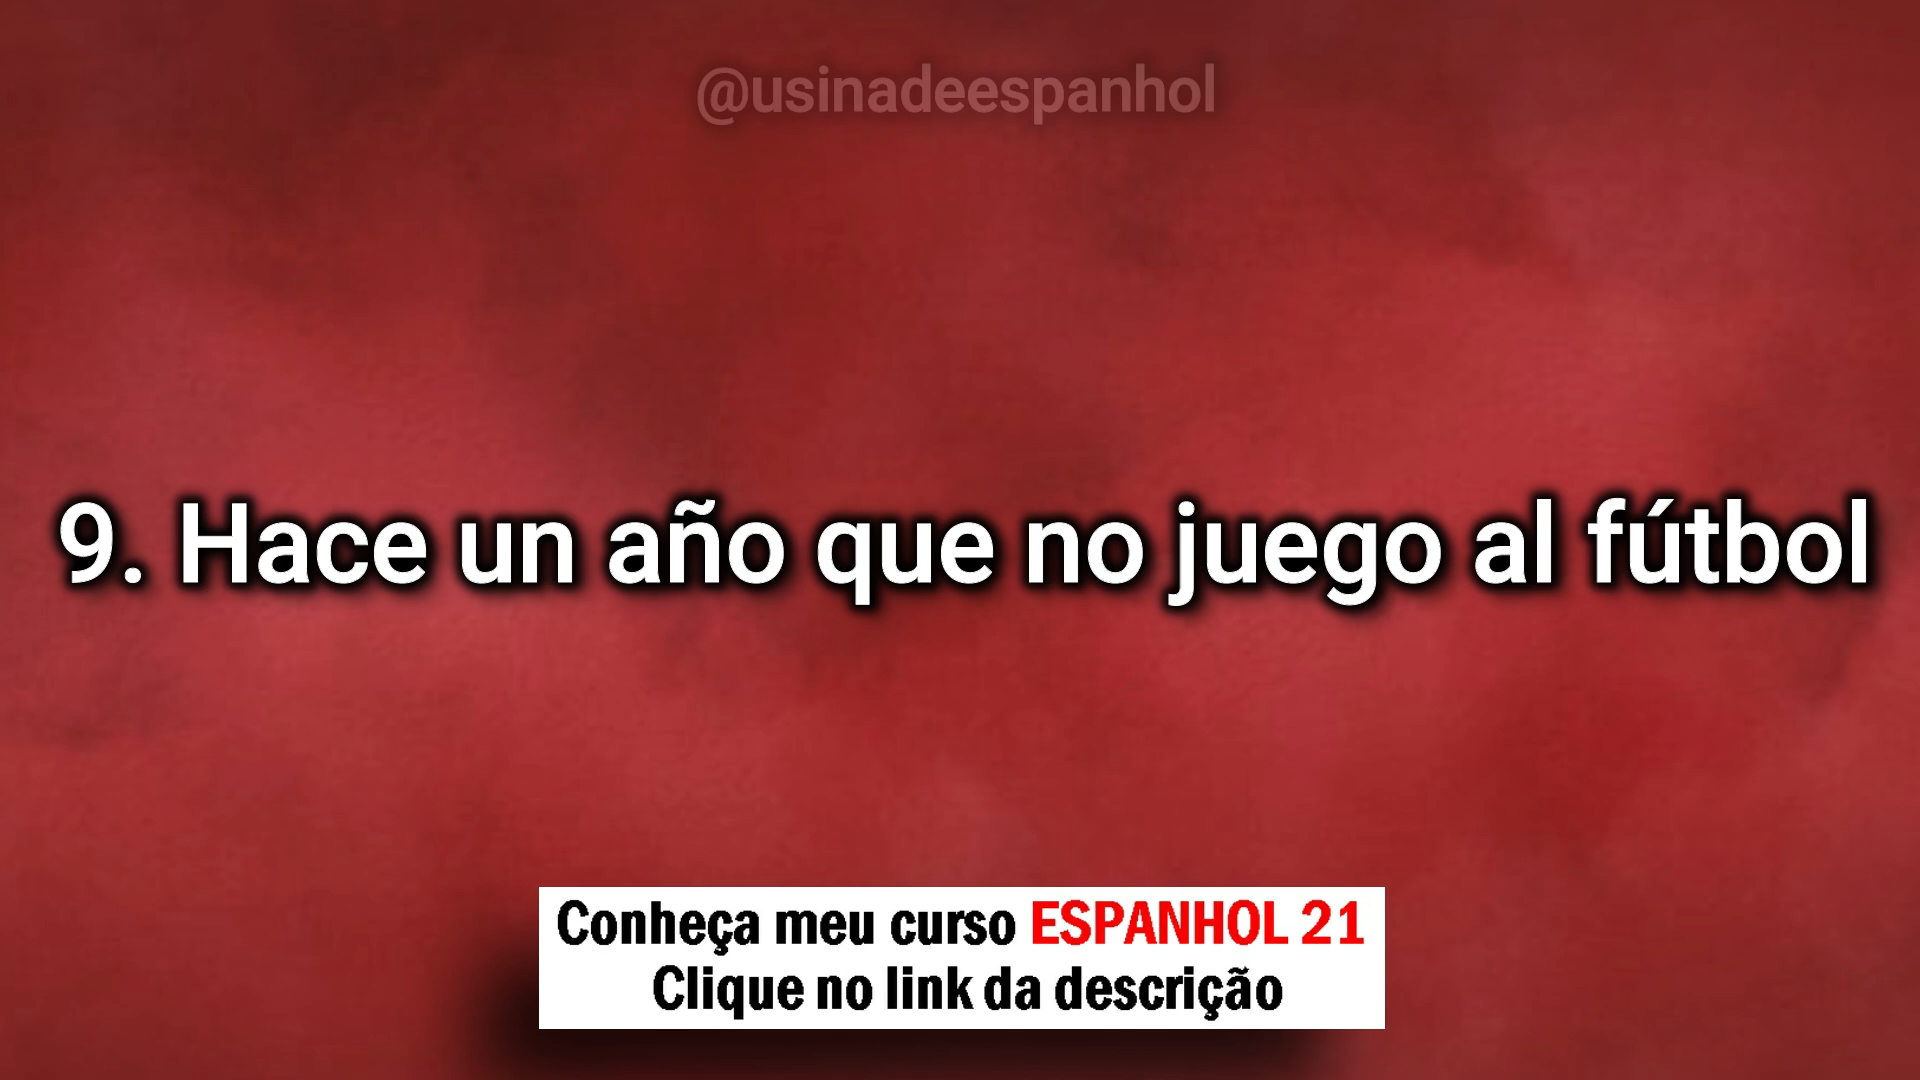 @usinadeespanhol
9. Hace un año que no juego al fútbol
Conheça meu curso ESPANHOL 21
Clique no link da descrição